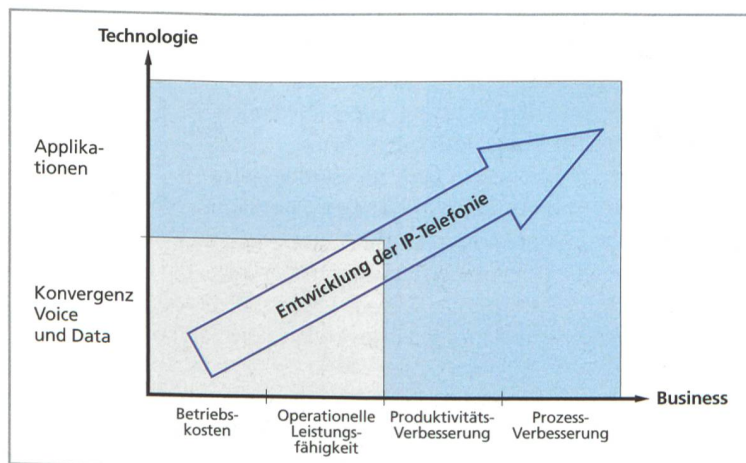 Technologie
Applika-
tionen
Konvergenz
Voice
und Data
Entwicklung der IP-Telefonie
Business
Betriebs-
kosten
Operationelle
Leistungs-
fähigkeit
Produktivitäts-
Verbesserung
Prozess-
Verbesserung